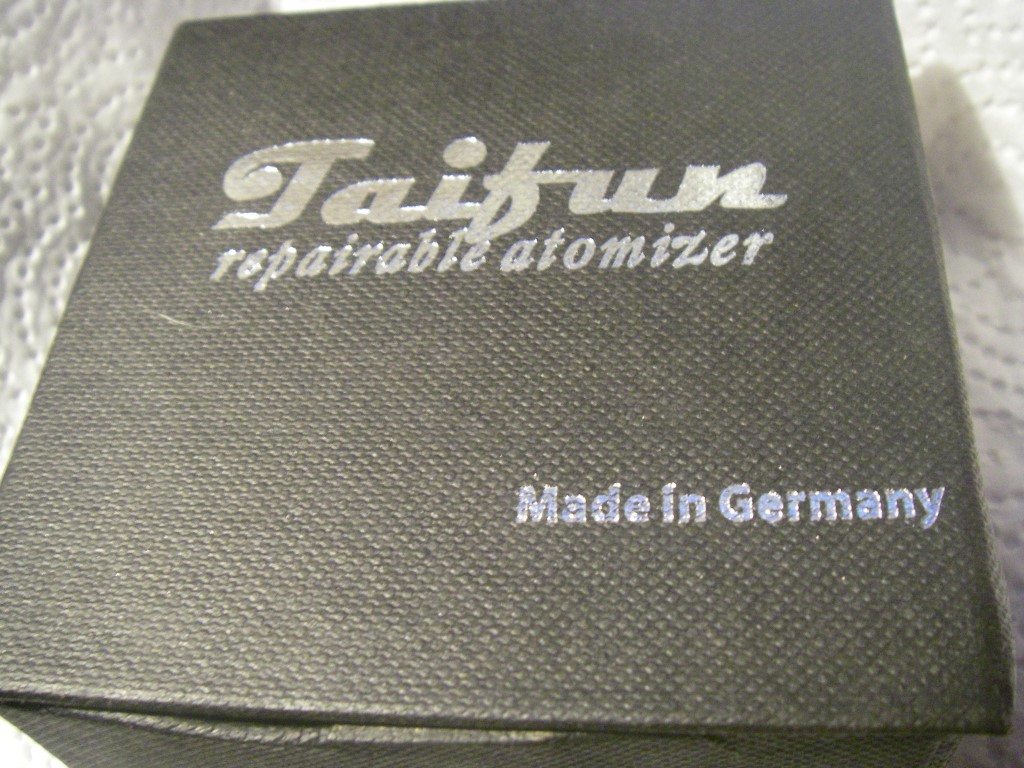 Taifun
repairable atomizer
Made in Germany